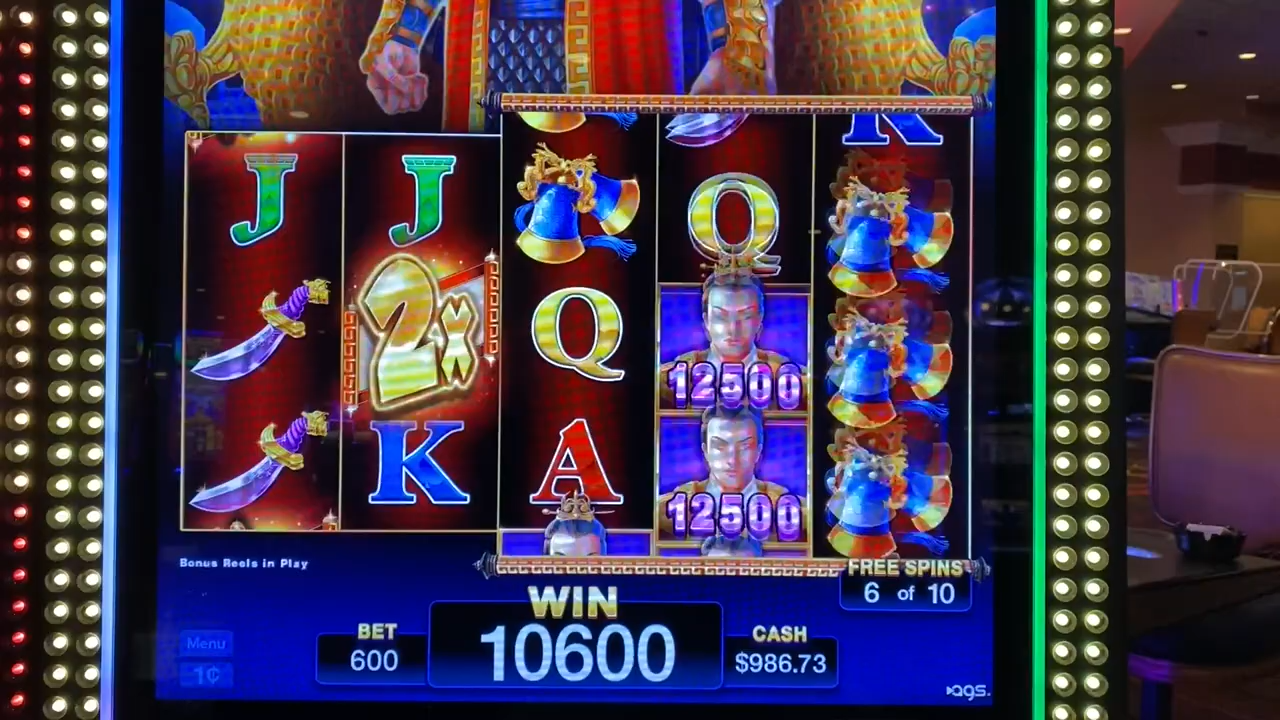 K
J J Q
2X Q
12500
K A
12500
Bonus Reels in Play
FREE SPINS
6 of 10
WIN
10600
BET
600
CASH
$986.73
Menu
1¢
ags.